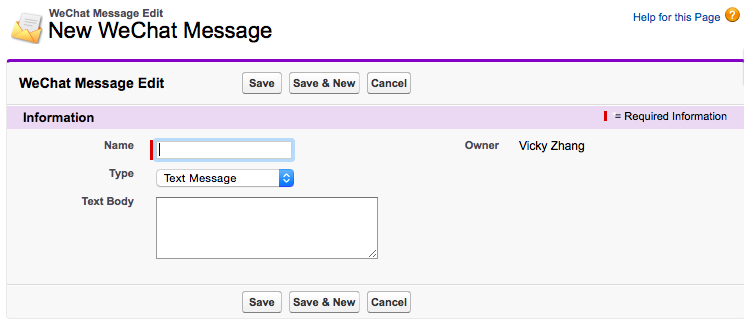 WeChat Message Edit
New WeChat Message
Help for this Page ?
WeChat Message Edit Save Save & New Cancel
Information = Required Information
Name Owner Vicky Zhang
Type Text Message
Text Body
Save Save & New Cancel